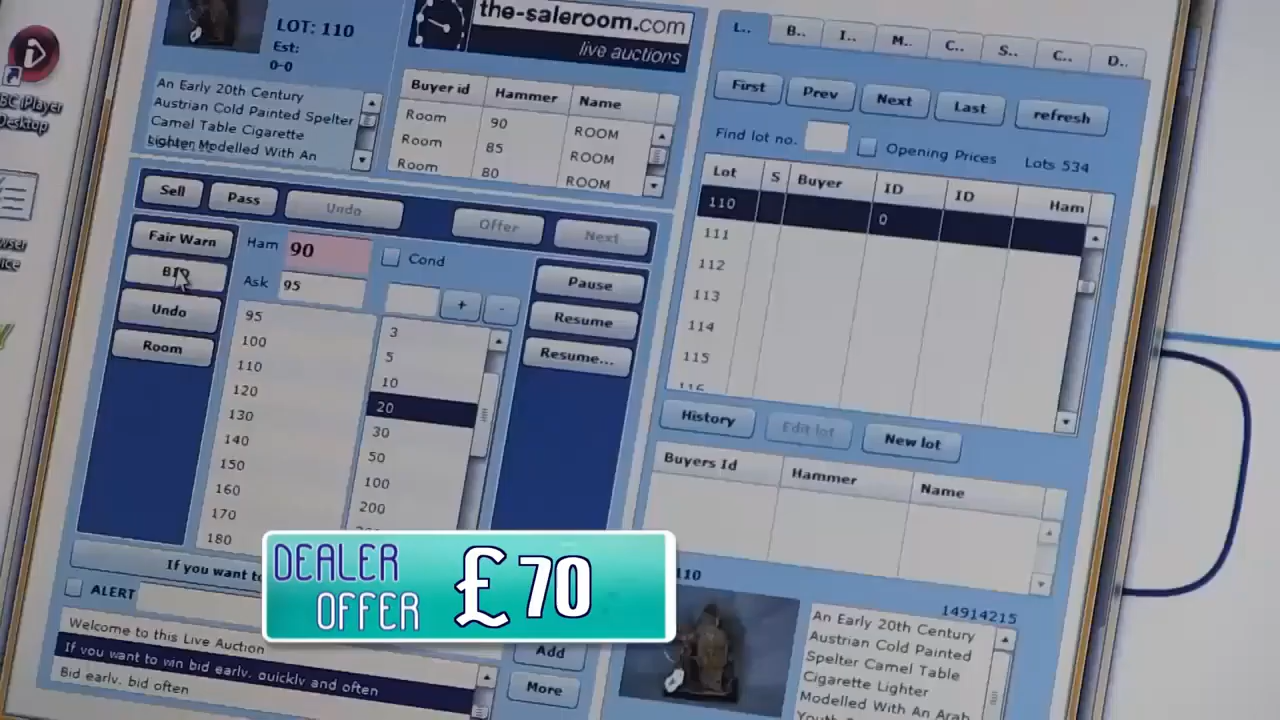 BC iPlayer
Desktop
LOT: 110
Est:
0-0
An Early 20th Century
Austrian Cold Painted Spelter
Camel Table Cigarette
Lighter Modelled With An
the-saleroom.com
live auctions
Buyer id Hammer Name
Room 90 ROOM
Room 85 ROOM
Room 80 ROOM
L.. B.. I.. M.. C.. S.. C.. D..
First Prev Next Last refresh
Find lot no. Opening Prices Lots 534
Lot S Buyer ID ID Ham
110 0
111
112
113
114
115
116
Sell Pass Undo Offer Next
Fair Warn
BID
Undo
Room
Ham 90 Cond
Ask 95 + -
95
100
110
120
130
140
150
160
170
180
3
5
10
20
30
50
100
200
Pause
Resume
Resume...
History Edit lot New lot
Buyers Id Hammer Name
If you want to
ALERT
Welcome to this Live Auction
If you want to win bid early, quickly and often
Bid early, bid often
Add
More
DEALER
OFFER
£70
110
14914215
An Early 20th Century
Austrian Cold Painted
Spelter Camel Table
Cigarette Lighter
Modelled With An Arab